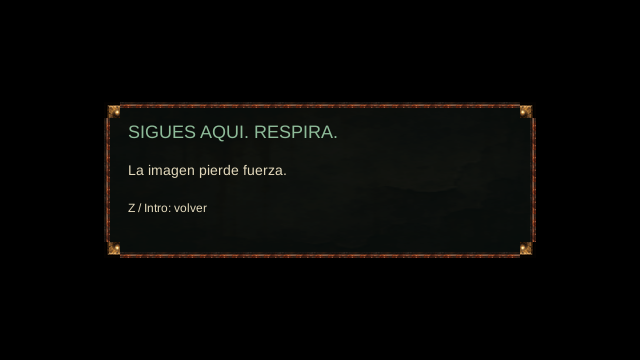 SIGUES AQUI. RESPIRA.
La imagen pierde fuerza.
Z / Intro: volver